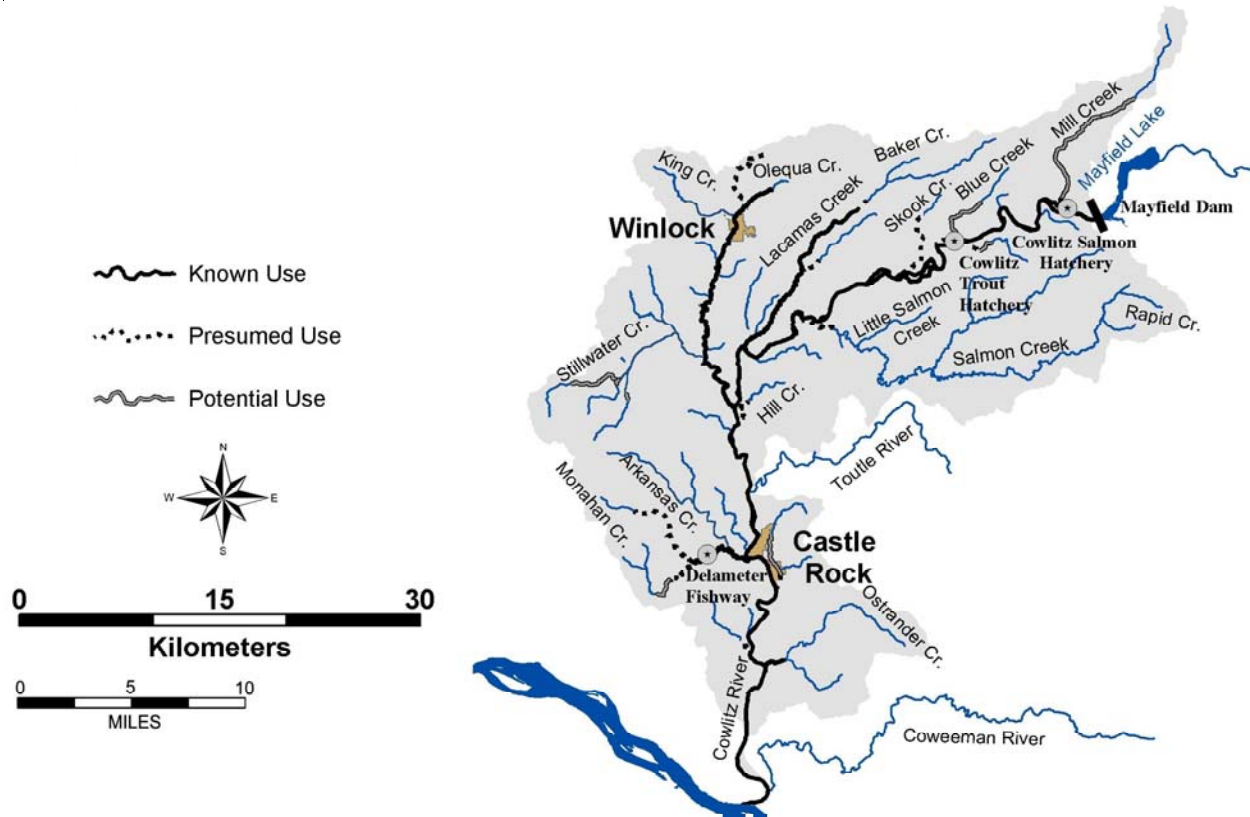 Known Use
Presumed Use
Potential Use
N
W
E
S
0
15
30
Kilometers
0
5
10
MILES
King Cr.
Olequa Cr.
Winlock
Lacamas Creek
Baker Cr.
Skook Cr.
Blue Creek
Mill Creek
Mayfield Lake
Mayfield Dam
Cowlitz Salmon
Hatchery
Cowlitz
Trout
Hatchery
Little Salmon
Creek
Salmon Creek
Rapid Cr.
Stillwater Cr.
Hill Cr.
Toutle River
Arkansas Cr.
Monahan Cr.
Castle
Rock
Delameter
Fishway
Ostrander Cr.
Cowlitz River
Coweeman River